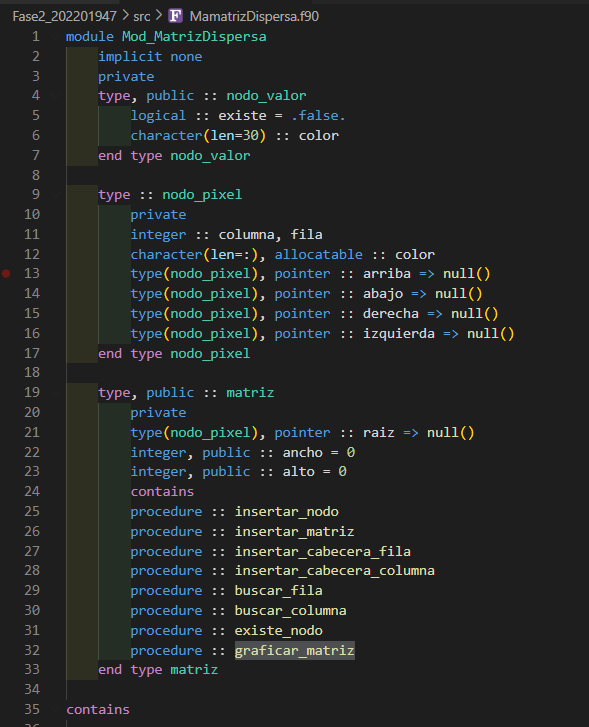 Fase2_202201947 > src > F MamatrizDispersa.f90
1 module Mod_MatrizDispersa
2     implicit none
3     private
4     type, public :: nodo_valor
5         logical :: existe = .false.
6         character(len=30) :: color
7     end type nodo_valor
8
9     type :: nodo_pixel
10         private
11         integer :: columna, fila
12         character(len=:), allocatable :: color
13         type(nodo_pixel), pointer :: arriba => null()
14         type(nodo_pixel), pointer :: abajo => null()
15         type(nodo_pixel), pointer :: derecha => null()
16         type(nodo_pixel), pointer :: izquierda => null()
17     end type nodo_pixel
18
19     type, public :: matriz
20         private
21         type(nodo_pixel), pointer :: raiz => null()
22         integer, public :: ancho = 0
23         integer, public :: alto = 0
24         contains
25         procedure :: insertar_nodo
26         procedure :: insertar_matriz
27         procedure :: insertar_cabecera_fila
28         procedure :: insertar_cabecera_columna
29         procedure :: buscar_fila
30         procedure :: buscar_columna
31         procedure :: existe_nodo
32         procedure :: graficar_matriz
33     end type matriz
34
35 contains